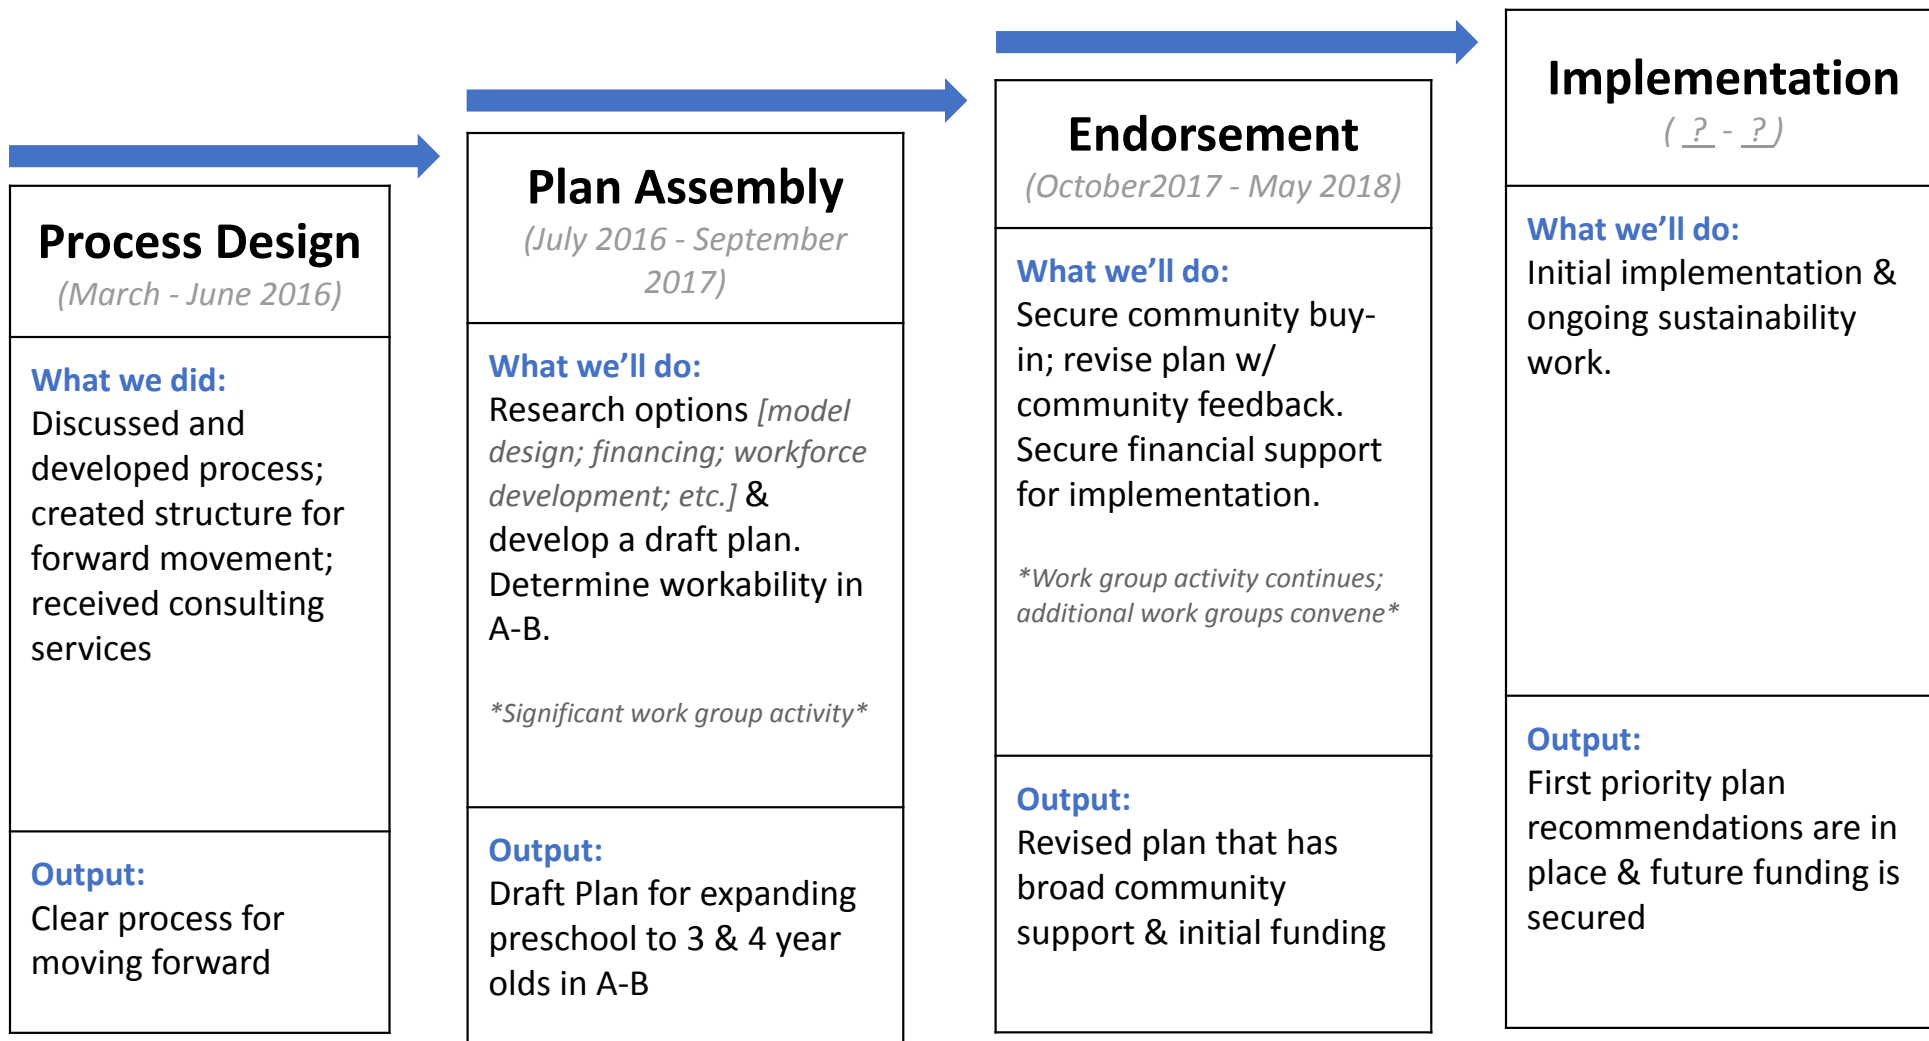 Process Design
(March - June 2016)
What we did:
Discussed and
developed process;
created structure for
forward movement;
received consulting
services
Output:
Clear process for
moving forward
Plan Assembly
(July 2016 - September
2017)
What we'll do:
Research options [model
design; financing; workforce
development; etc.] &
develop a draft plan.
Determine workability in
A-B.
*Significant work group activity*
Output:
Draft Plan for expanding
preschool to 3 & 4 year
olds in A-B
Endorsement
(October2017 - May 2018)
What we'll do:
Secure community buy-
in; revise plan w/
community feedback.
Secure financial support
for implementation.
*Work group activity continues;
additional work groups convene*
Output:
Revised plan that has
broad community
support & initial funding
Implementation
( ? - ? )
What we'll do:
Initial implementation &
ongoing sustainability
work.
Output:
First priority plan
recommendations are in
place & future funding is
secured